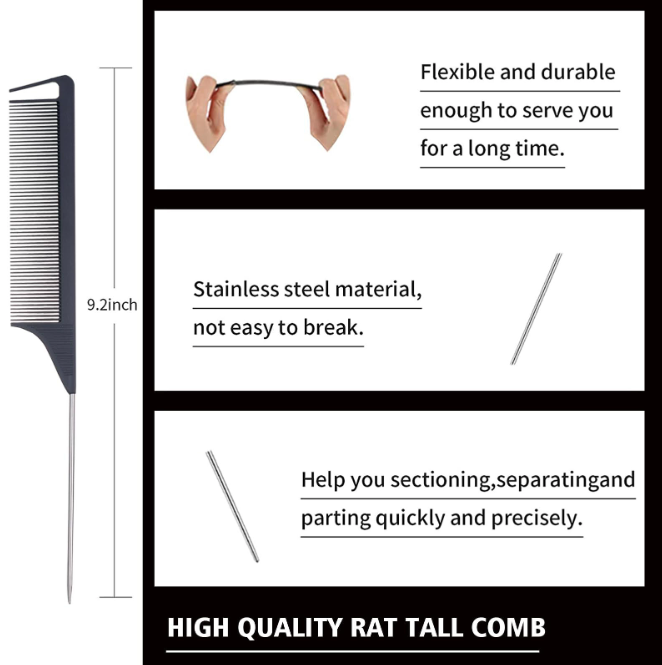 Flexible and durable
enough to serve you
for a long time.
9.2inch
Stainless steel material,
not easy to break.
Help you sectioning,separatingand
parting quickly and precisely.
HIGH QUALITY RAT TALL COMB